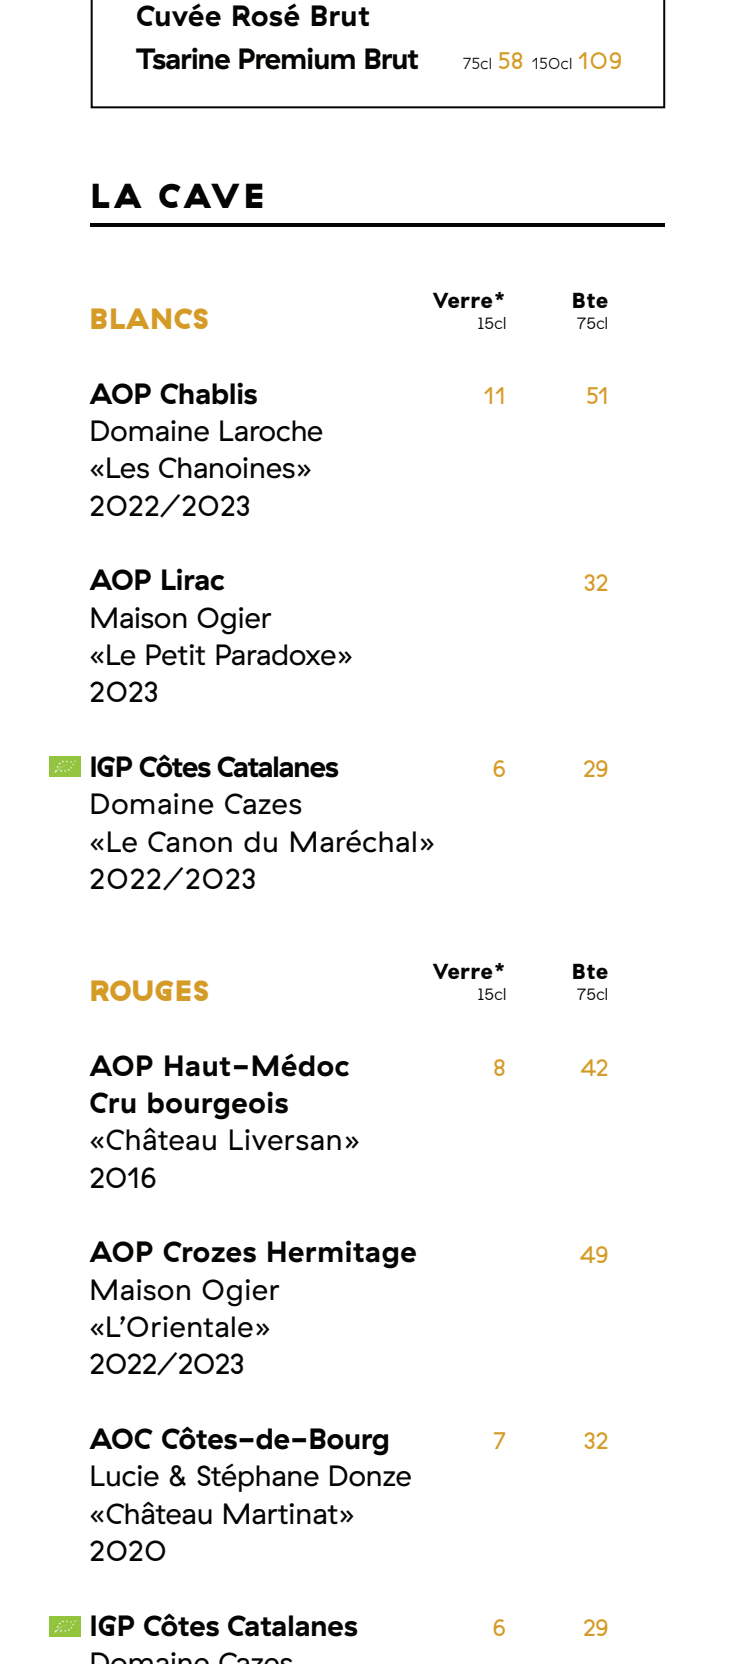 Cuvée Rosé Brut
Tsarine Premium Brut 75cl 58 150cl 109
LA CAVE
BLANCS Verre* 15cl Bte 75cl
AOP Chablis 11 51
Domaine Laroche
«Les Chanoines»
2022/2023
AOP Lirac 32
Maison Ogier
«Le Petit Paradoxe»
2023
IGP Côtes Catalanes 6 29
Domaine Cazes
«Le Canon du Maréchal»
2022/2023
ROUGES Verre* 15cl Bte 75cl
AOP Haut-Médoc 8 42
Cru bourgeois
«Château Liversan»
2016
AOP Crozes Hermitage 49
Maison Ogier
«L'Orientale»
2022/2023
AOC Côtes-de-Bourg 7 32
Lucie & Stéphane Donze
«Château Martinat»
2020
IGP Côtes Catalanes 6 29
Domaine Cazes